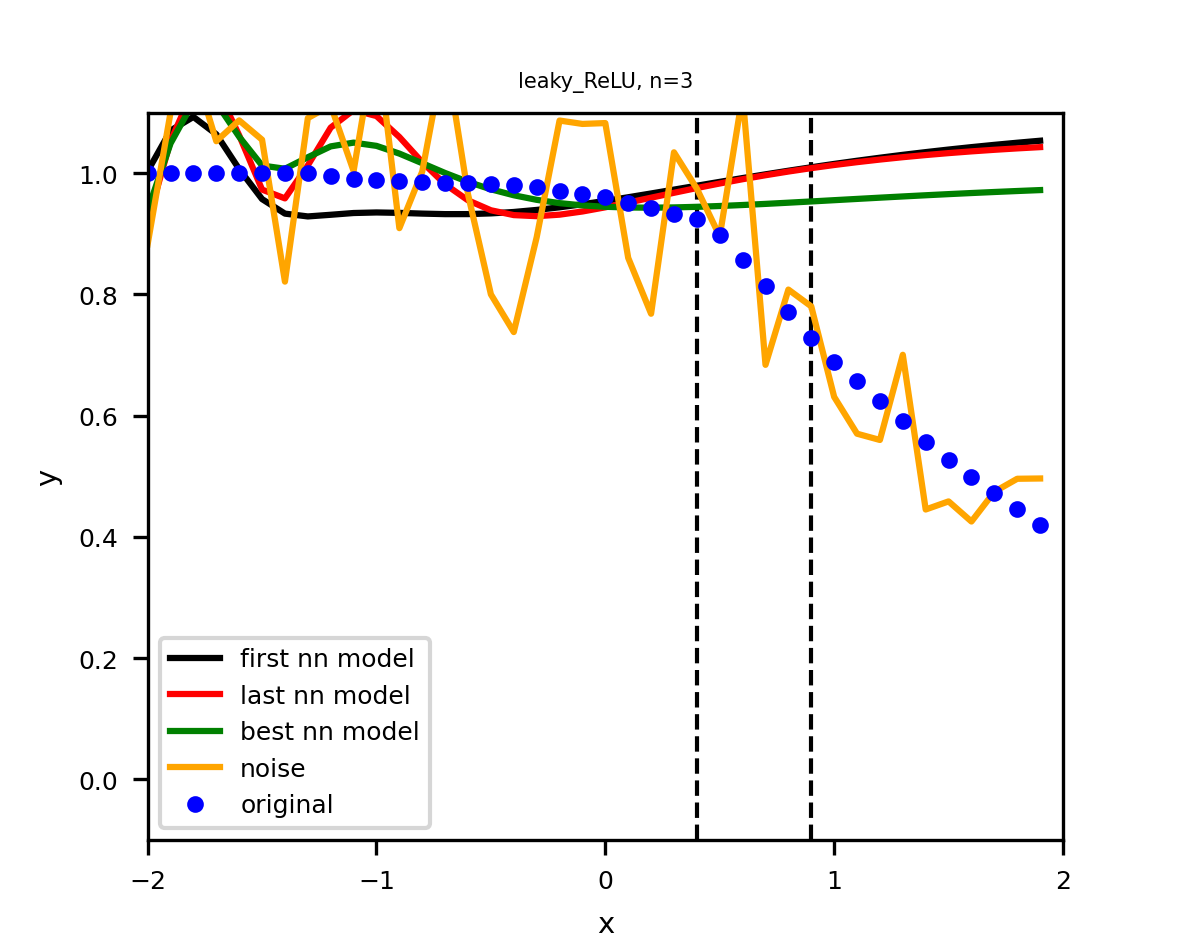 leaky_ReLU, n=3
1.0
0.8
0.6
0.4
0.2
0.0
y
first nn model
last nn model
best nn model
noise
original
−2
−1
0
1
2
x